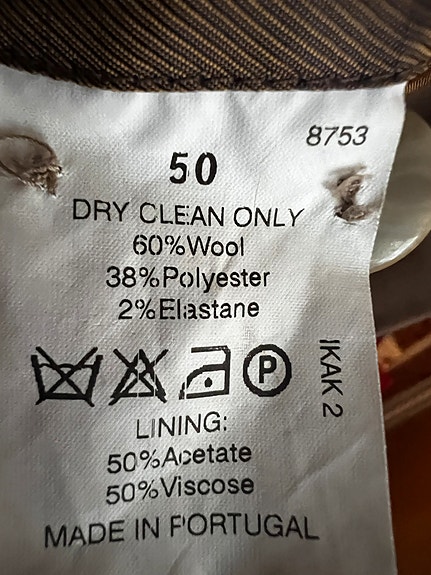 8753
50
DRY CLEAN ONLY
60%Wool
38%Polyester
2%Elastane
P
IKAK 2
LINING:
50%Acetate
50%Viscose
MADE IN PORTUGAL